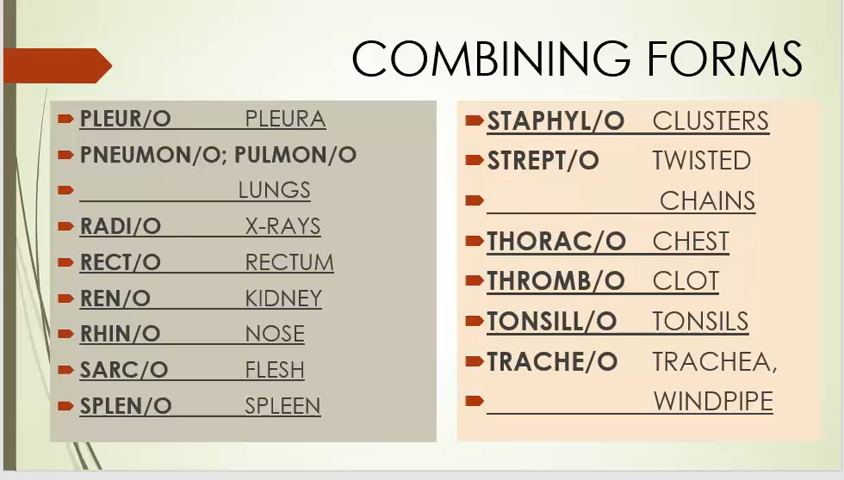 COMBINING FORMS
PLEUR/O PLEURA
PNEUMON/O; PULMON/O
LUNGS
RADI/O X-RAYS
RECT/O RECTUM
REN/O KIDNEY
RHIN/O NOSE
SARC/O FLESH
SPLEN/O SPLEEN
STAPHYL/O CLUSTERS
STREPT/O TWISTED
CHAINS
THORAC/O CHEST
THROMB/O CLOT
TONSILL/O TONSILS
TRACHE/O TRACHEA,
WINDPIPE